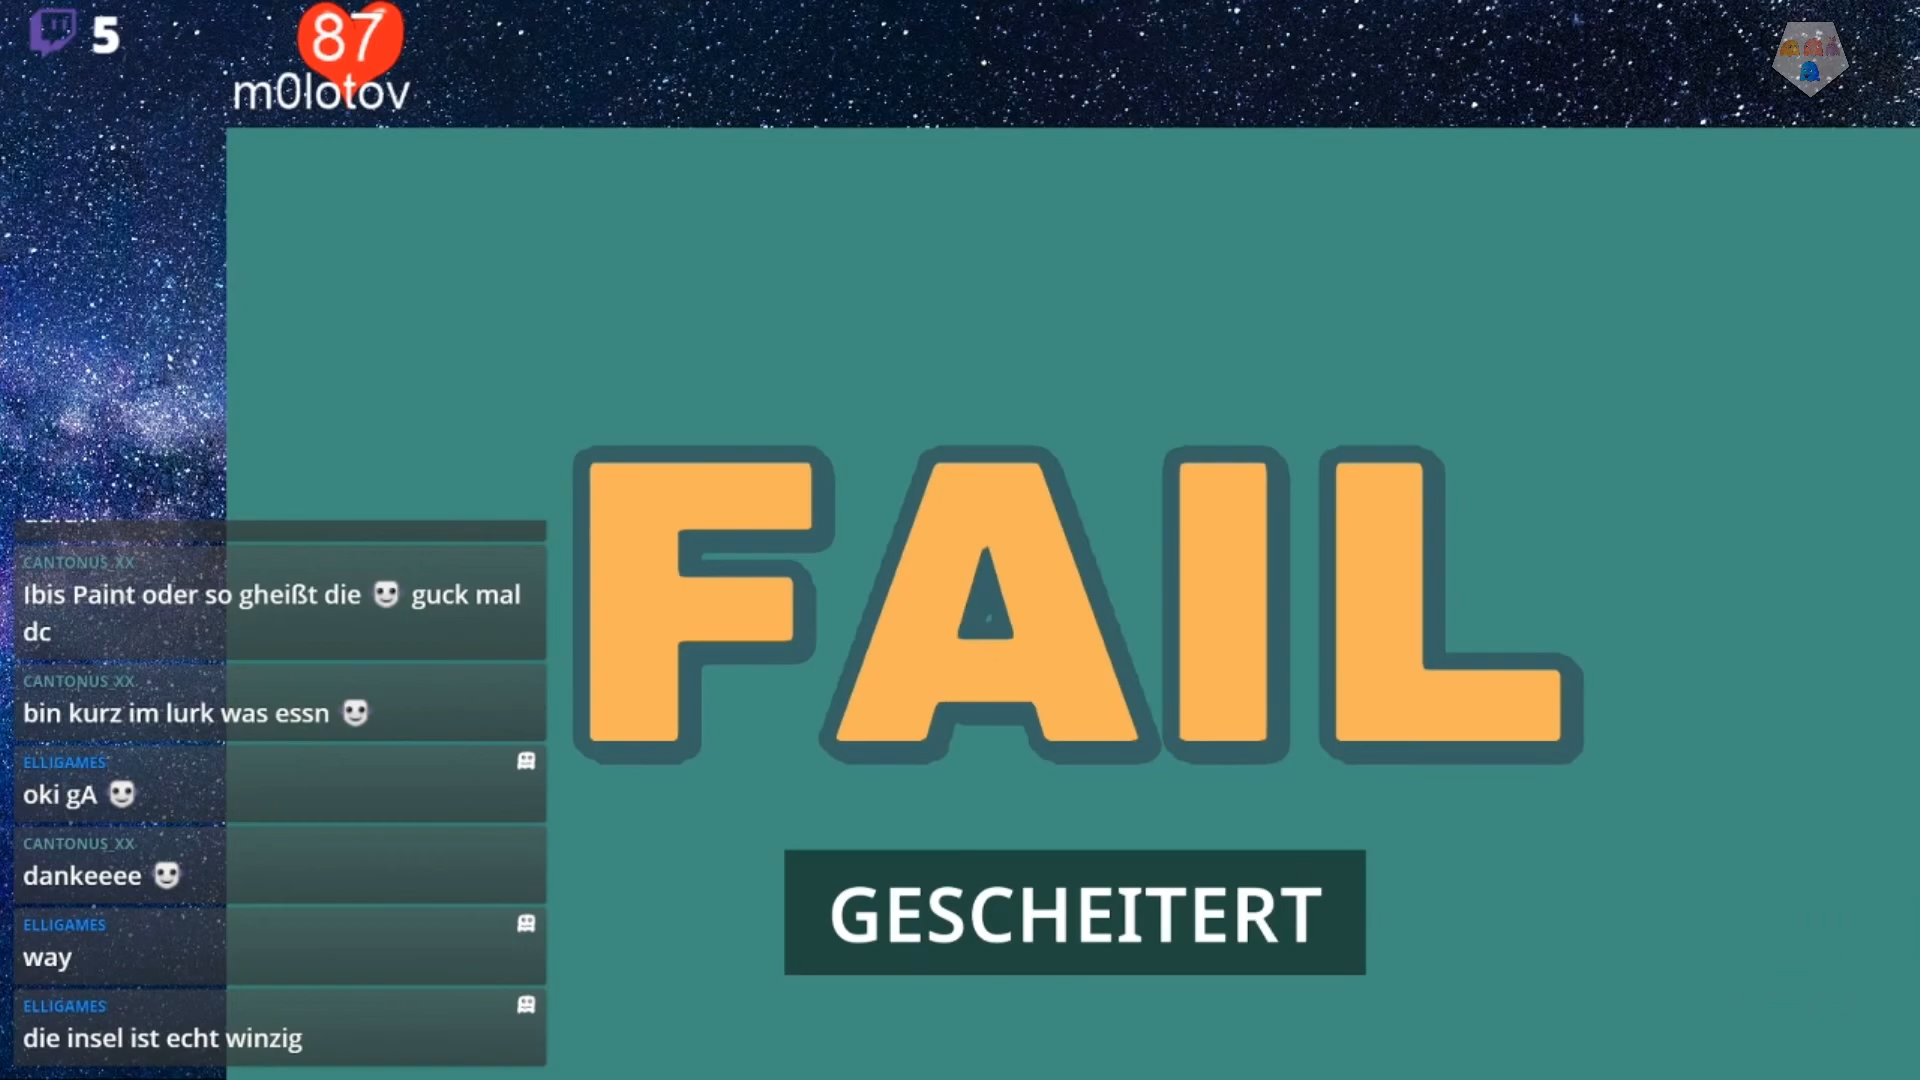 5
87
m0lotov
FAIL
GESCHEITERT
CANTONUS_XX
Ibis Paint oder so gheißt die guck mal
dc
CANTONUS_XX
bin kurz im lurk was essn
ELLIGAMES
oki gA
CANTONUS_XX
dankeeee
ELLIGAMES
way
ELLIGAMES
die insel ist echt winzig